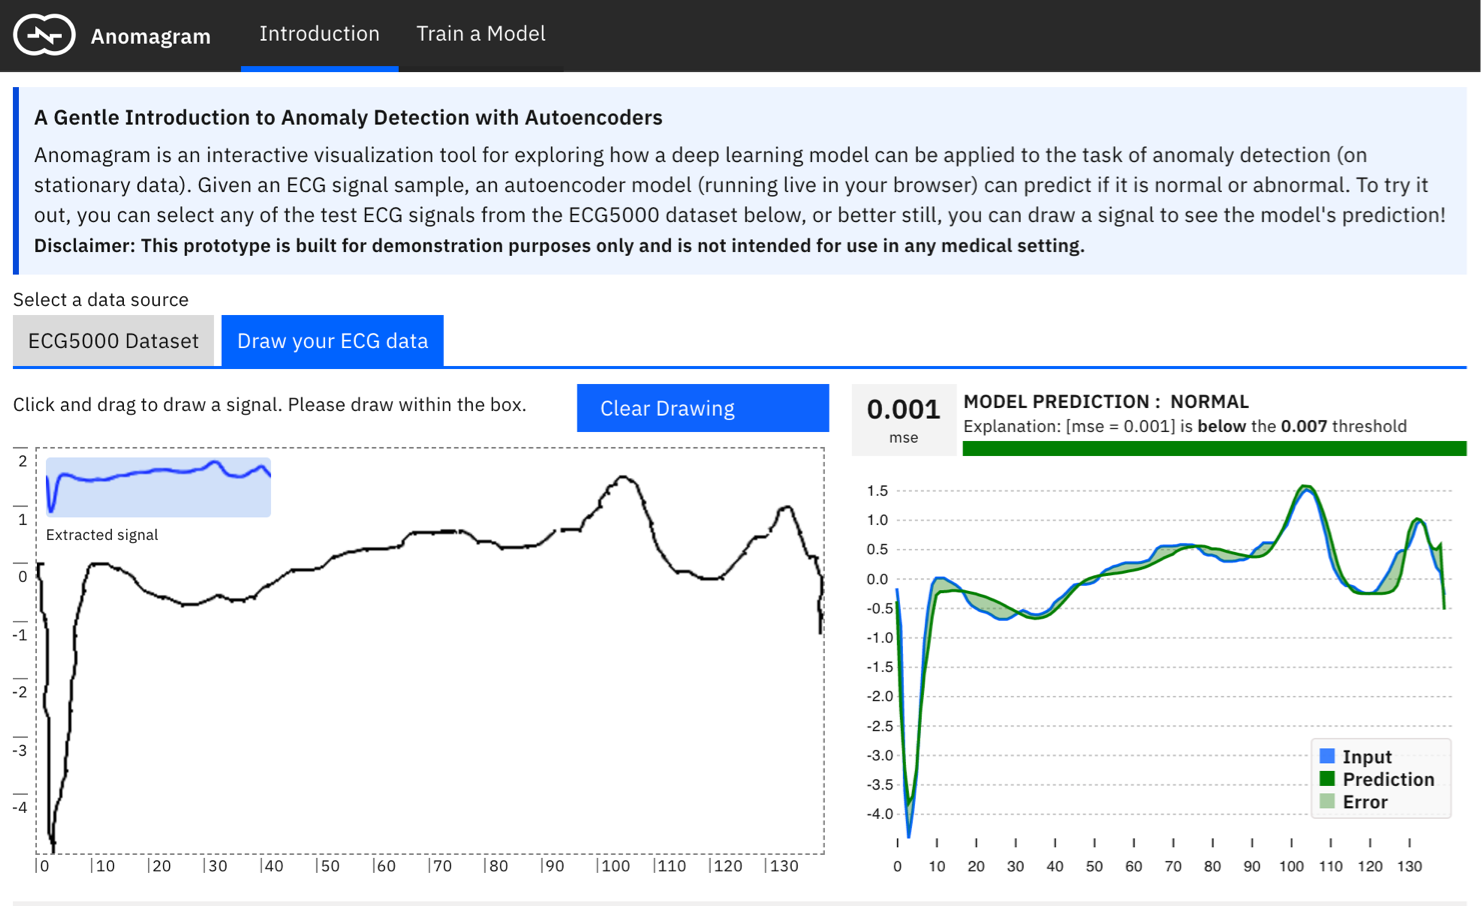 Anomagram
Introduction
Train a Model
A Gentle Introduction to Anomaly Detection with Autoencoders
Anomagram is an interactive visualization tool for exploring how a deep learning model can be applied to the task of anomaly detection (on
stationary data). Given an ECG signal sample, an autoencoder model (running live in your browser) can predict if it is normal or abnormal. To try it
out, you can select any of the test ECG signals from the ECG5000 dataset below, or better still, you can draw a signal to see the model's prediction!
Disclaimer: This prototype is built for demonstration purposes only and is not intended for use in any medical setting.
Select a data source
ECG5000 Dataset
Draw your ECG data
Click and drag to draw a signal. Please draw within the box.
Clear Drawing
2
1
0
-1
-2
-3
-4
Extracted signal
0 10 20 30 40 50 60 70 80 90 100 110 120 130
0.001
mse
MODEL PREDICTION : NORMAL
Explanation: [mse = 0.001] is below the 0.007 threshold
1.5
1.0
0.5
0.0
-0.5
-1.0
-1.5
-2.0
-2.5
-3.0
-3.5
-4.0
Input
Prediction
Error
0 10 20 30 40 50 60 70 80 90 100 110 120 130